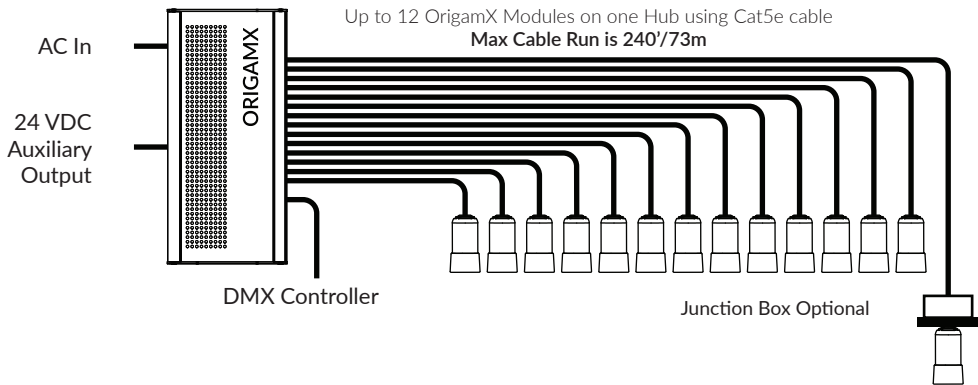 Up to 12 OrigamX Modules on one Hub using Cat5e cable
Max Cable Run is 240’/73m
AC In
ORIGAMX
24 VDC
Auxiliary
Output
DMX Controller
Junction Box Optional